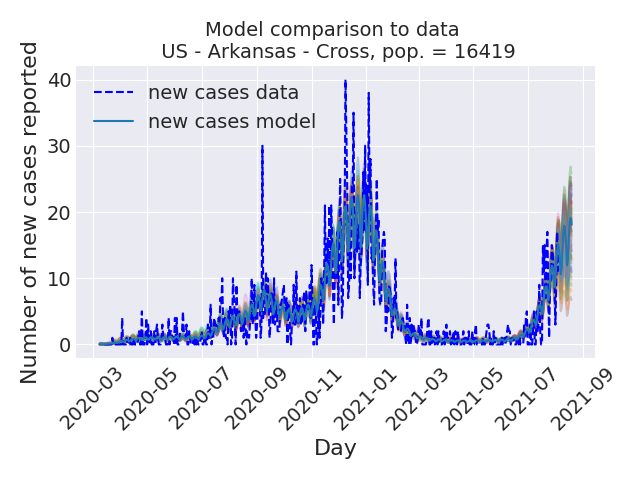 Model comparison to data
US - Arkansas - Cross, pop. = 16419
Number of new cases reported
40
30
20
10
0
new cases data
new cases model
2020-03
2020-05
2020-07
2020-09
2020-11
2021-01
2021-03
2021-05
2021-07
2021-09
Day